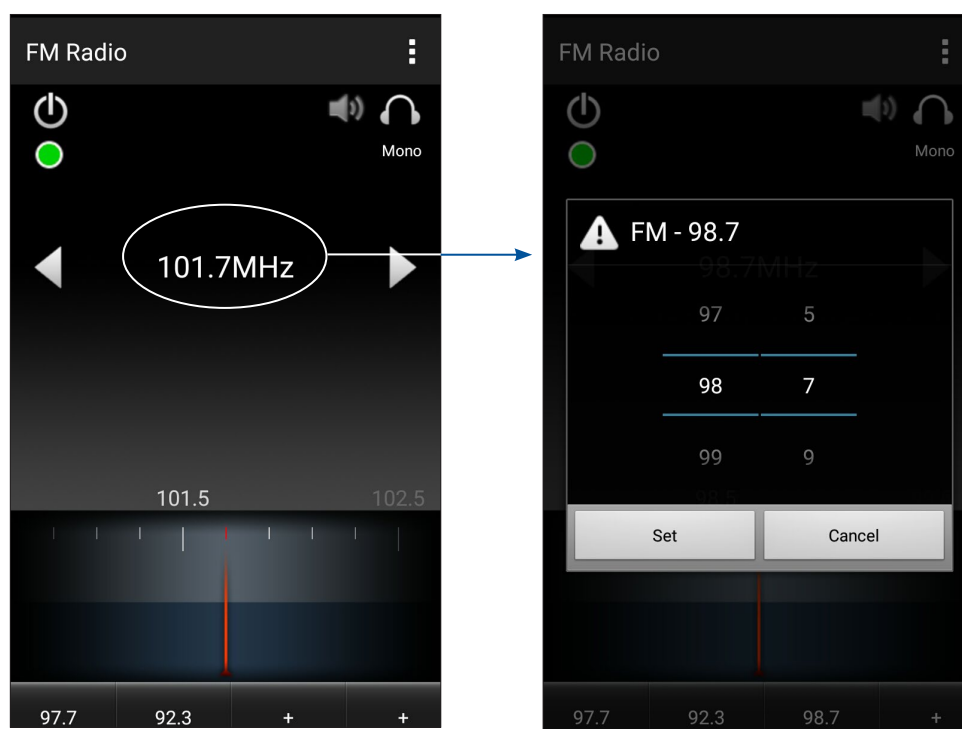 FM Radio
Mono
101.7MHz
101.5 102.5
97.7 92.3 + +
FM Radio
Mono
FM - 98.7
98.7MHz
97 5
98 7
99 9
98.5
Set Cancel
97.7 92.3 98.7 +